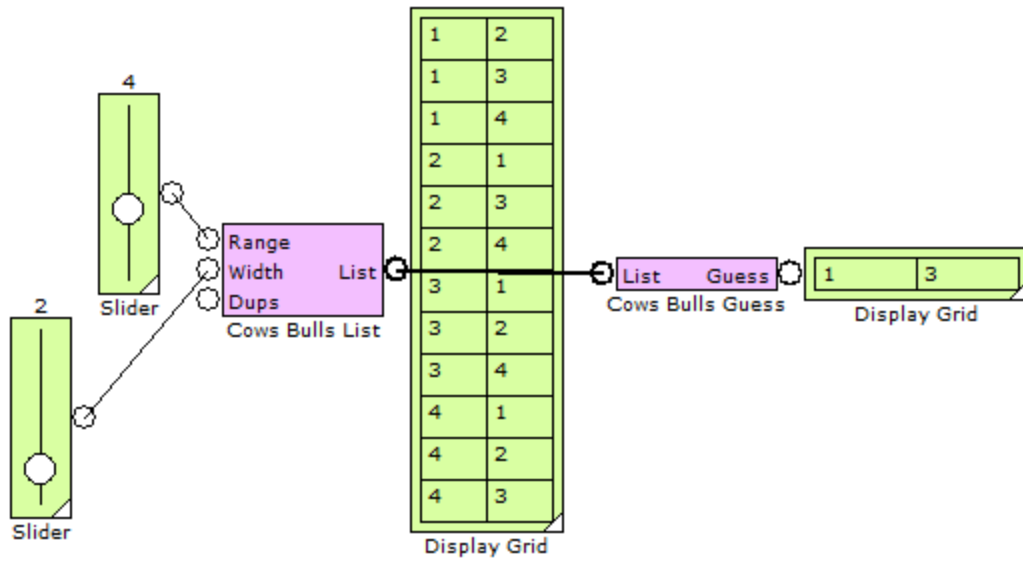 4
Slider
2
Slider
Range
Width List
Dups
Cows Bulls List
1 2
1 3
1 4
2 1
2 3
2 4
3 1
3 2
3 4
4 1
4 2
4 3
Display Grid
List Guess
Cows Bulls Guess
1 3
Display Grid